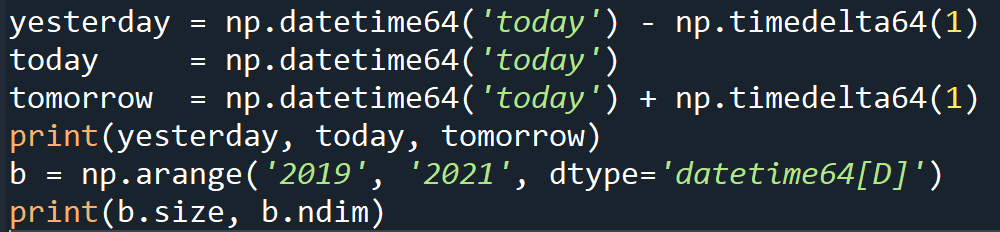 yesterday = np.datetime64('today') - np.timedelta64(1)
today     = np.datetime64('today')
tomorrow  = np.datetime64('today') + np.timedelta64(1)
print(yesterday, today, tomorrow)
b = np.arange('2019', '2021', dtype='datetime64[D]')
print(b.size, b.ndim)